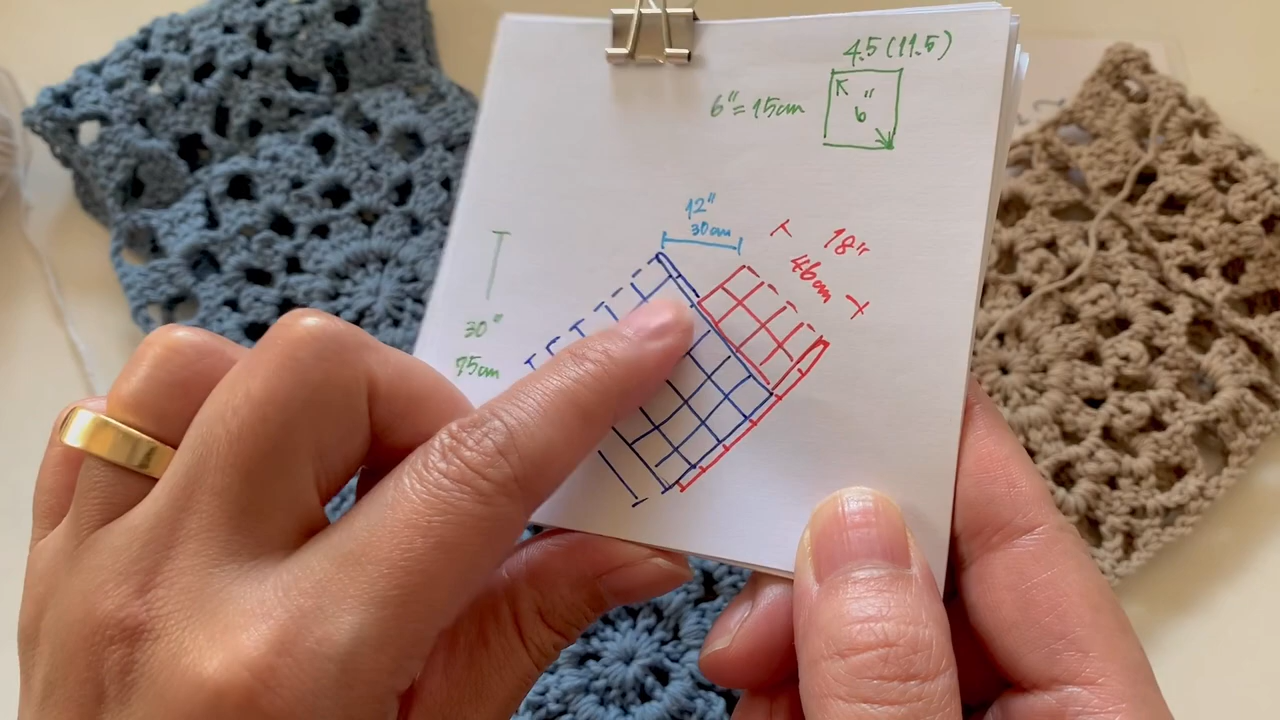 4.5 (11.5)
6" = 15cm
6"
12"
30cm
18"
46cm
30"
75cm